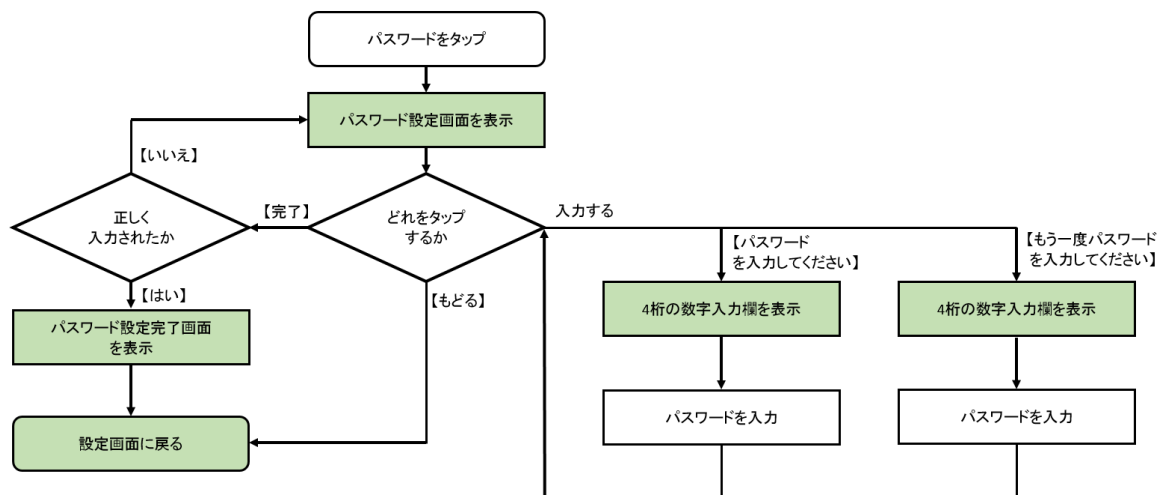 パスワードをタップ
パスワード設定画面を表示
【いいえ】
正しく
入力されたか
【完了】
どれをタップ
するか
入力する
【パスワード
を入力してください】
【もう一度パスワード
を入力してください】
【はい】
【もどる】
パスワード設定完了画面
を表示
4桁の数字入力欄を表示
4桁の数字入力欄を表示
設定画面に戻る
パスワードを入力
パスワードを入力